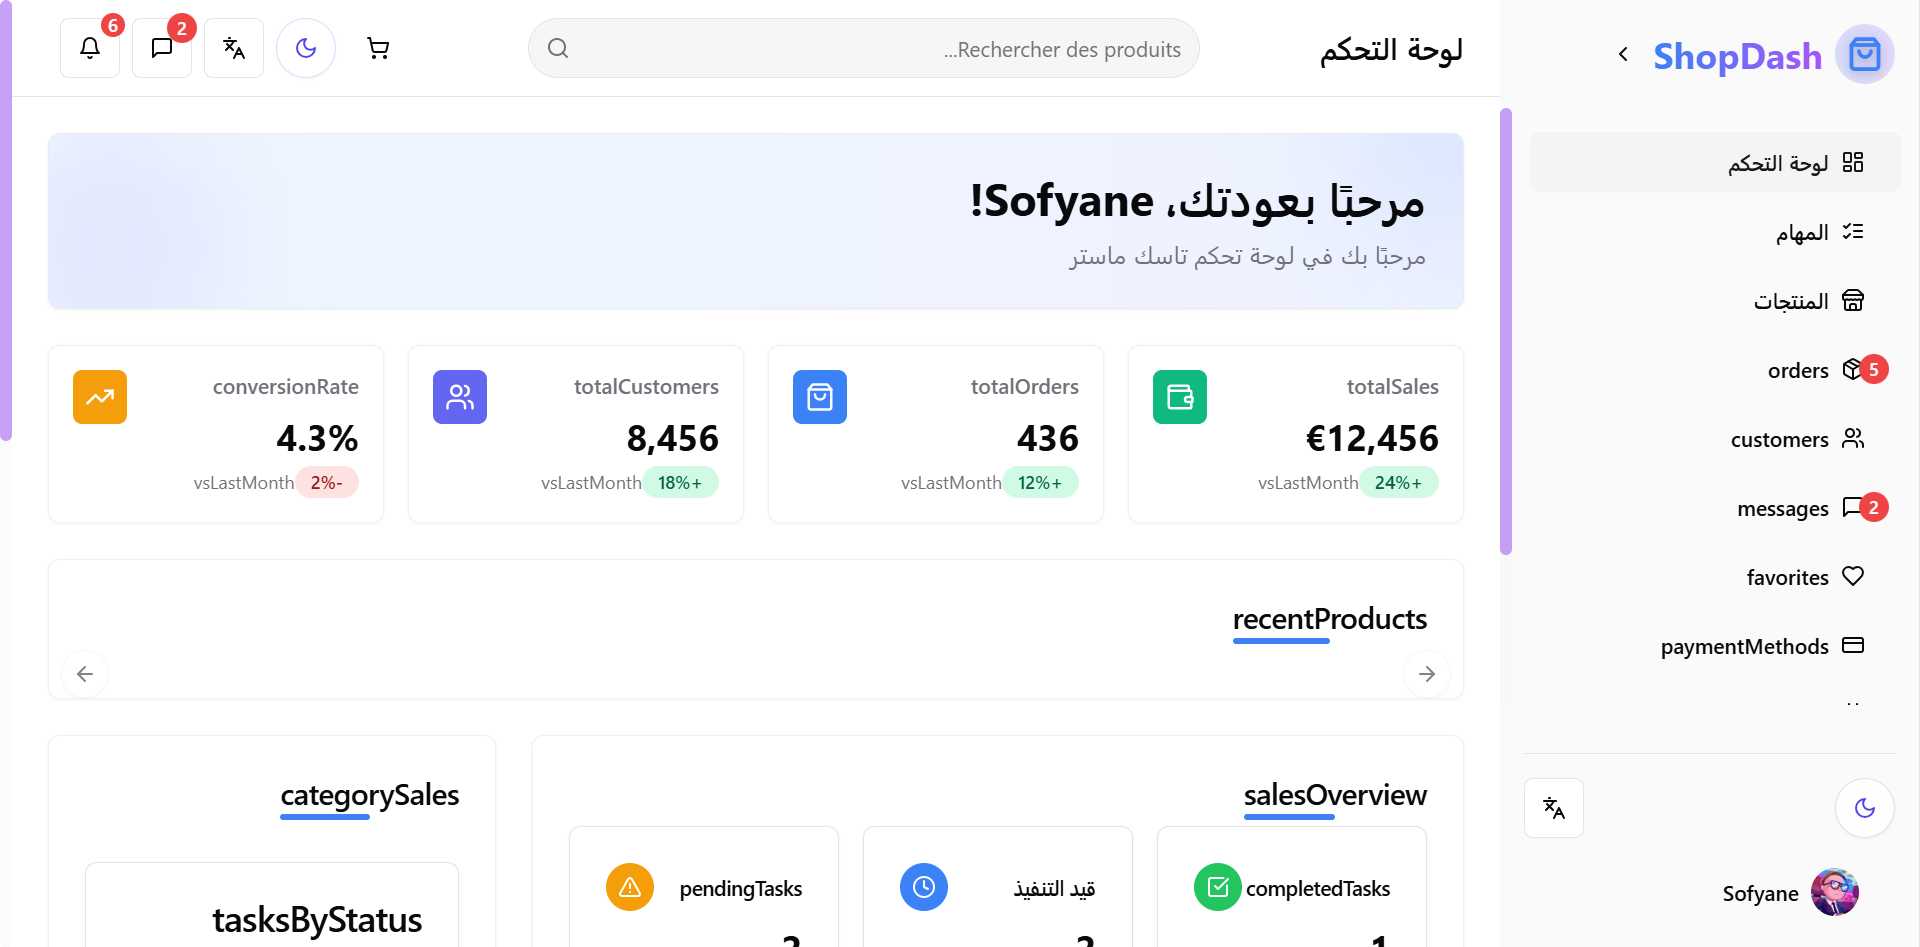 ShopDash
لوحة التحكم
المهام
المنتجات
orders 5
customers
messages 2
favorites
paymentMethods
Sofyane
لوحة التحكم
Rechercher des produits...
2
6
مرحبًا بعودتك، Sofyane!
مرحبًا بك في لوحة تحكم تاسك ماستر
totalSales
€12,456
24%+ vsLastMonth
totalOrders
436
12%+ vsLastMonth
totalCustomers
8,456
18%+ vsLastMonth
conversionRate
4.3%
2%- vsLastMonth
recentProducts
salesOverview
completedTasks
1
قيد التنفيذ
pendingTasks
categorySales
tasksByStatus